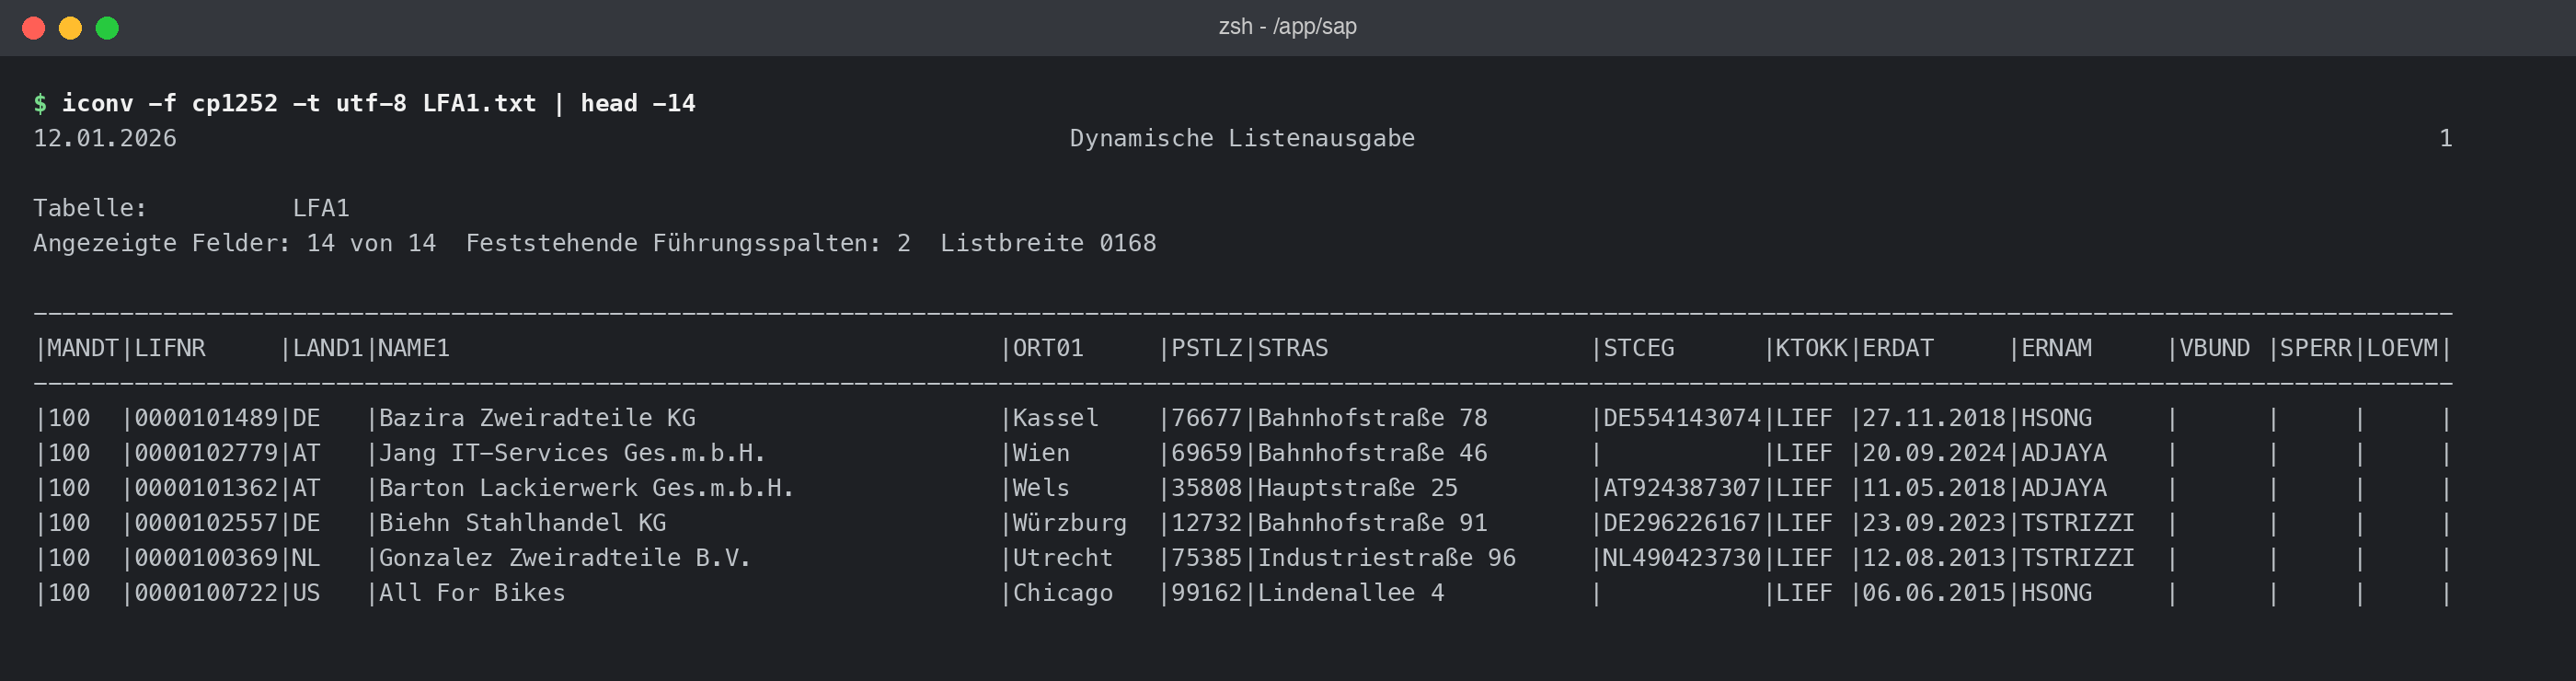 zsh - /app/sap
$ iconv -f cp1252 -t utf-8 LFA1.txt | head -14
12.01.2026                                                              Dynamische Listenausgabe                                                                       1

Tabelle:          LFA1
Angezeigte Felder: 14 von 14  Feststehende Führungsspalten: 2  Listbreite 0168

------------------------------------------------------------------------------------------------------------------------------------------------------------------------
|MANDT|LIFNR     |LAND1|NAME1                                      |ORT01     |PSTLZ|STRAS                  |STCEG      |KTOKK|ERDAT     |ERNAM     |VBUND |SPERR|LOEVM|
------------------------------------------------------------------------------------------------------------------------------------------------------------------------
|100  |0000101489|DE   |Bazira Zweiradteile KG                     |Kassel    |76677|Bahnhofstraße 78       |DE554143074|LIEF |27.11.2018|HSONG     |      |     |     |
|100  |0000102779|AT   |Jang IT-Services Ges.m.b.H.                |Wien      |69659|Bahnhofstraße 46       |           |LIEF |20.09.2024|ADJAYA    |      |     |     |
|100  |0000101362|AT   |Barton Lackierwerk Ges.m.b.H.              |Wels      |35808|Hauptstraße 25         |AT924387307|LIEF |11.05.2018|ADJAYA    |      |     |     |
|100  |0000102557|DE   |Biehn Stahlhandel KG                       |Würzburg  |12732|Bahnhofstraße 91       |DE296226167|LIEF |23.09.2023|TSTRIZZI  |      |     |     |
|100  |0000100369|NL   |Gonzalez Zweiradteile B.V.                 |Utrecht   |75385|Industriestraße 96     |NL490423730|LIEF |12.08.2013|TSTRIZZI  |      |     |     |
|100  |0000100722|US   |All For Bikes                              |Chicago   |99162|Lindenallee 4          |           |LIEF |06.06.2015|HSONG     |      |     |     |